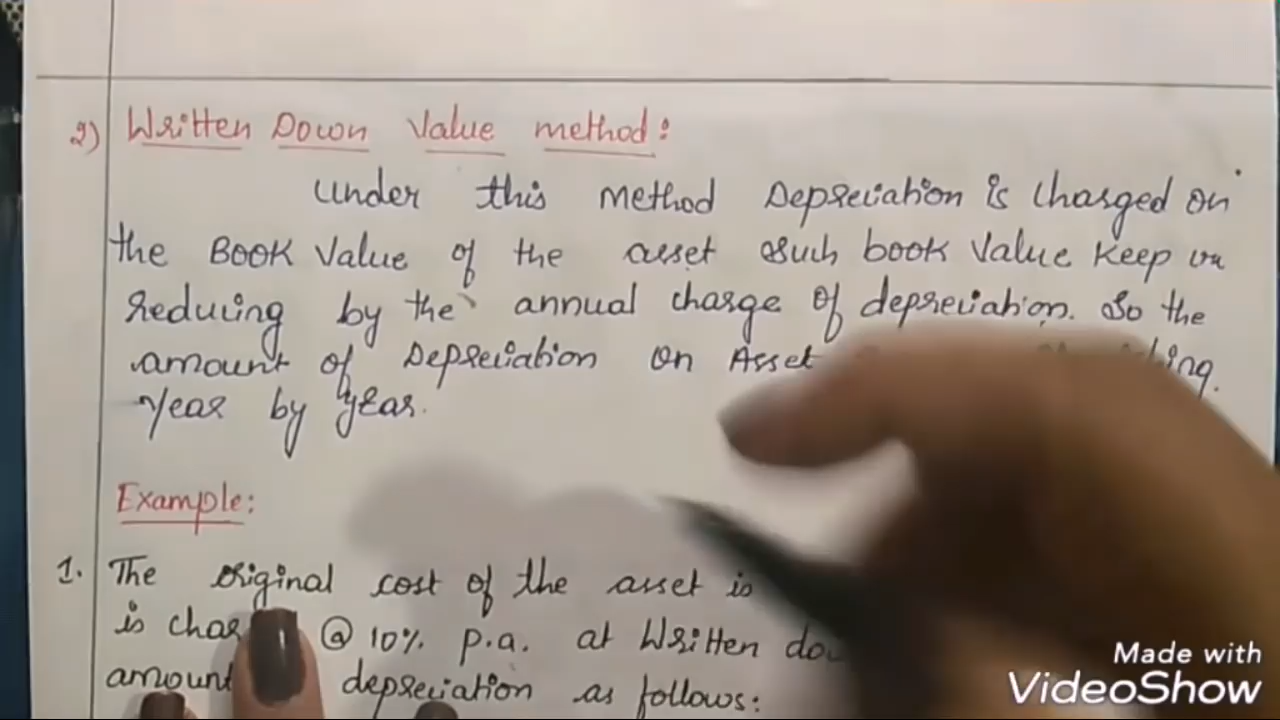 2) Written Down Value method:
Under this Method Depreciation is charged on
the Book Value of the asset such book value keep on
reducing by the annual charge of depreciation. So the
amount of Depreciation on Asset
year by year.
Example:
1. The original cost of the asset is
is @ 10% p.a. at Written
amount depreciation as follows:
Made with
VideoShow